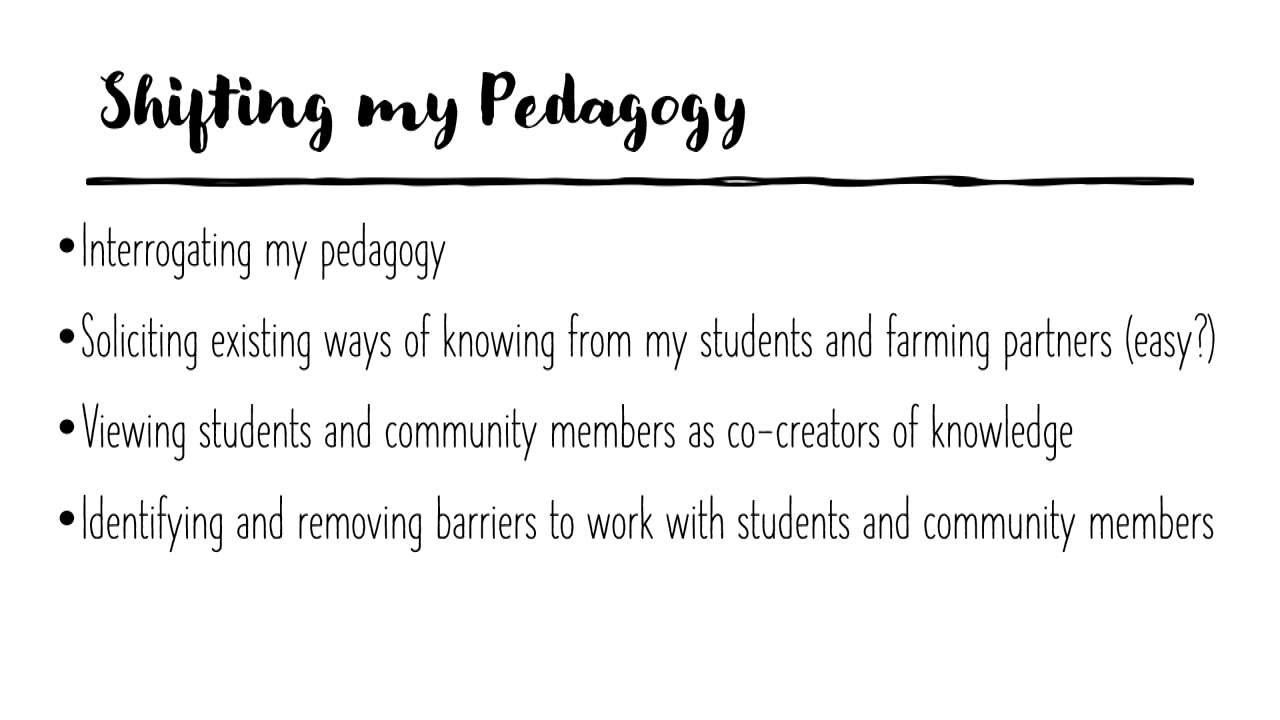 Shifting my Pedagogy
•Interrogating my pedagogy
•Soliciting existing ways of knowing from my students and farming partners (easy?)
•Viewing students and community members as co-creators of knowledge
•Identifying and removing barriers to work with students and community members